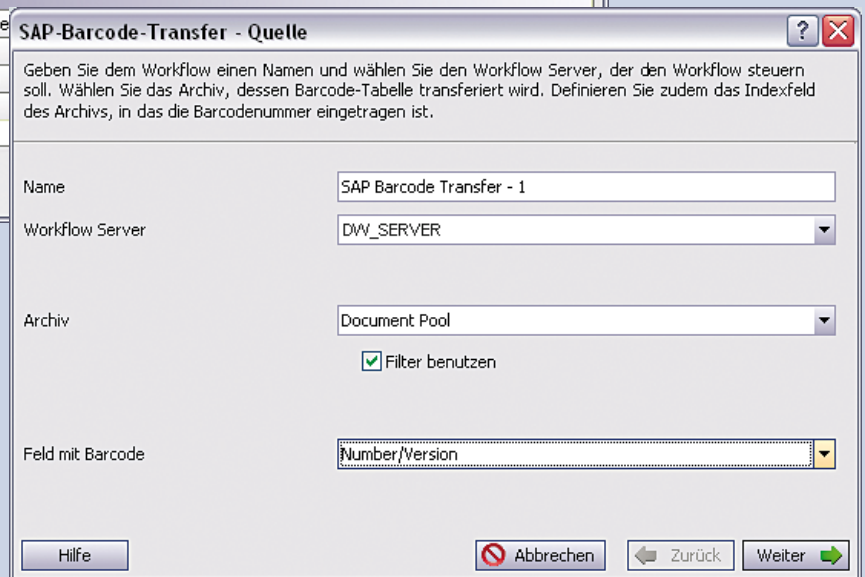 SAP-Barcode-Transfer - Quelle
?
Geben Sie dem Workflow einen Namen und wählen Sie den Workflow Server, der den Workflow steuern
soll. Wählen Sie das Archiv, dessen Barcode-Tabelle transferiert wird. Definieren Sie zudem das Indexfeld
des Archivs, in das die Barcodenummer eingetragen ist.
Name SAP Barcode Transfer - 1
Workflow Server DW_SERVER
Archiv Document Pool
Filter benutzen
Feld mit Barcode Number/Version
Hilfe Abbrechen Zurück Weiter